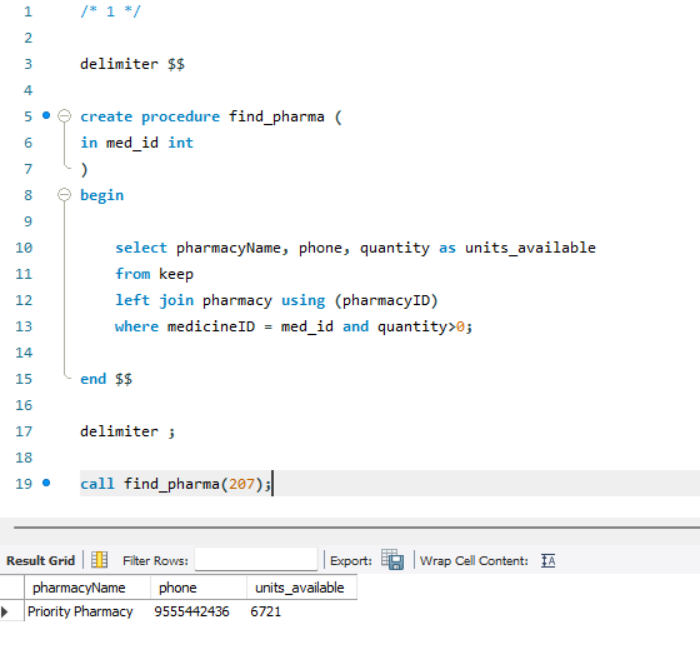 1 /* 1 */
2
3 delimiter $$
4
5 create procedure find_pharma (
6 in med_id int
7 )
8 begin
9
10 select pharmacyName, phone, quantity as units_available
11 from keep
12 left join pharmacy using (pharmacyID)
13 where medicineID = med_id and quantity>0;
14
15 end $$
16
17 delimiter ;
18
19 call find_pharma(207);
Result Grid Filter Rows: Export: Wrap Cell Content: IA
pharmacyName phone units_available
Priority Pharmacy 9555442436 6721